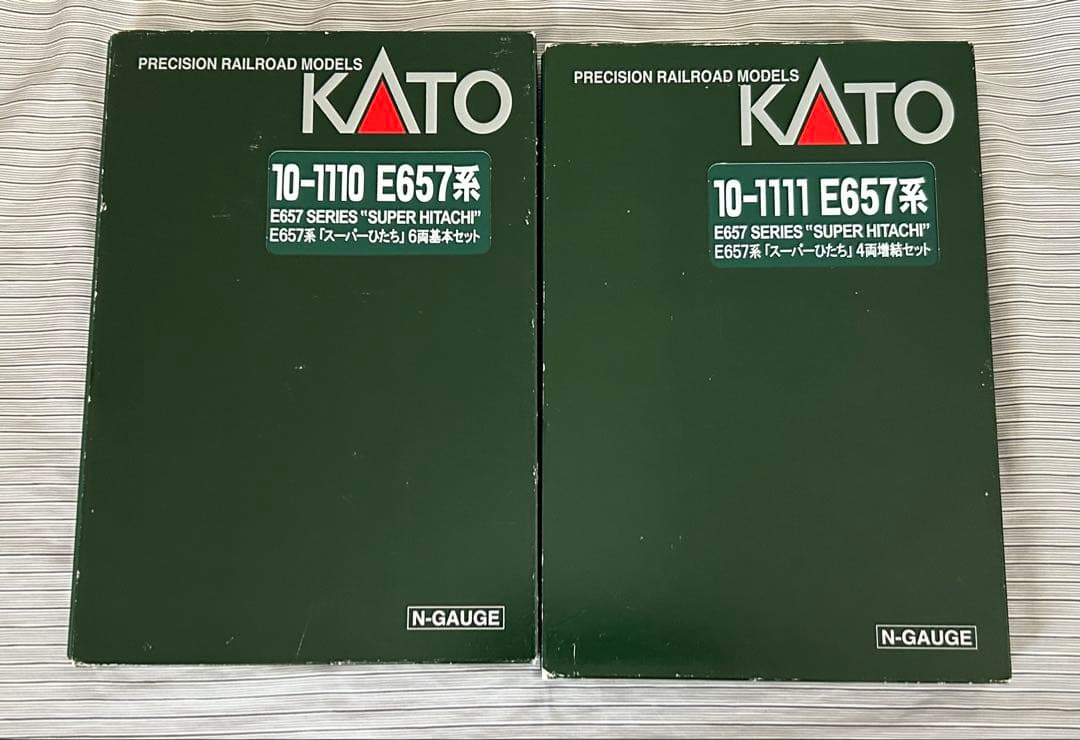 PRECISION RAILROAD MODELS
KATO
10-1110 E657系
E657 SERIES "SUPER HITACHI"
E657系「スーパーひたち」6両基本セット
N-GAUGE
PRECISION RAILROAD MODELS
KATO
10-1111 E657系
E657 SERIES "SUPER HITACHI"
E657系「スーパーひたち」4両増結セット
N-GAUGE